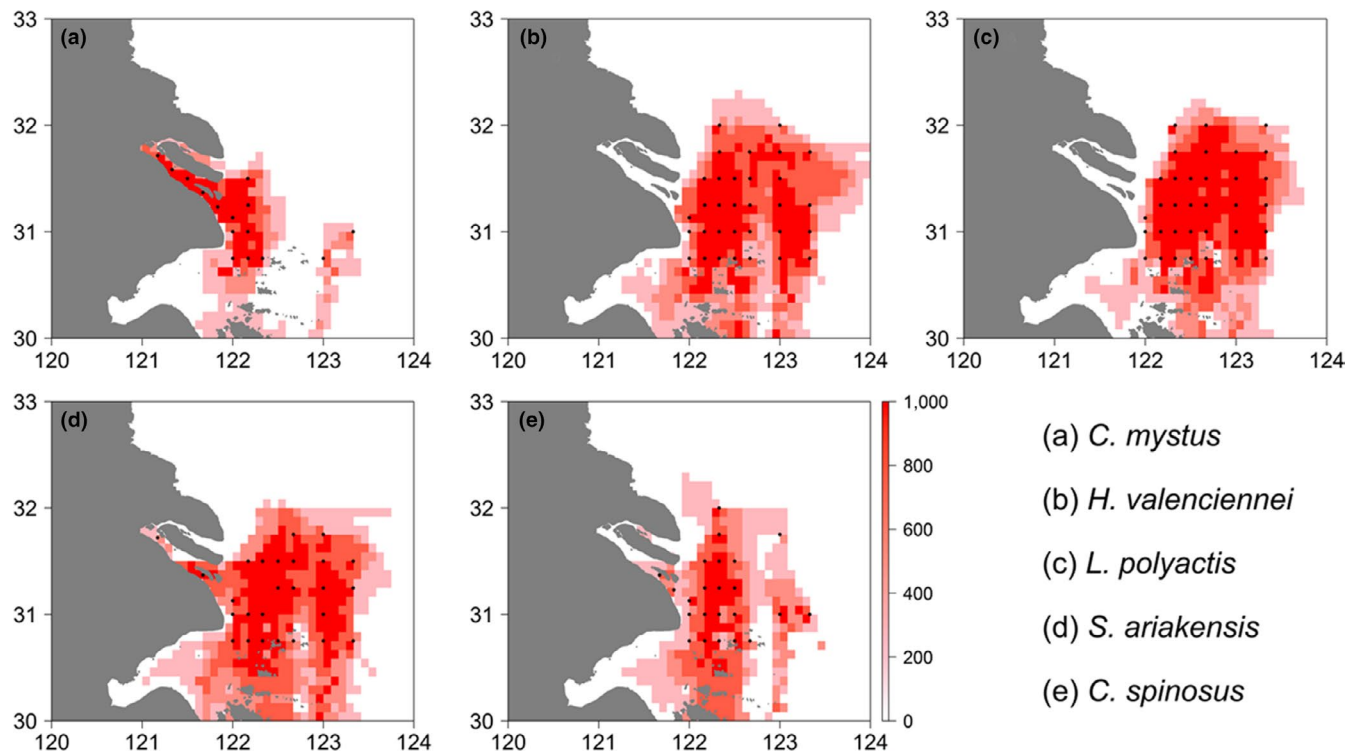 33
(a)
32
31
30
120 121 122 123 124
33
(b)
32
31
30
120 121 122 123 124
33
(c)
32
31
30
120 121 122 123 124
33
(d)
32
31
30
120 121 122 123 124
33
(e)
32
31
30
120 121 122 123 124
1,000
800
600
400
200
0
(a) C. mystus
(b) H. valenciennei
(c) L. polyactis
(d) S. ariakensis
(e) C. spinosus